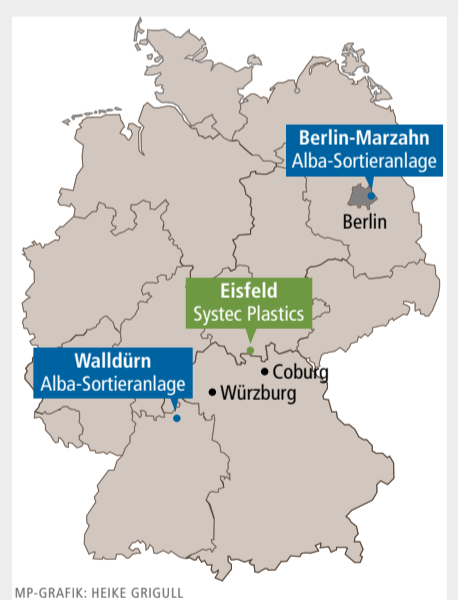 Berlin-Marzahn
Alba-Sortieranlage
Berlin
Eisfeld
Systec Plastics
Coburg
Würzburg
Walldürn
Alba-Sortieranlage
MP-GRAFIK: HEIKE GRIGULL